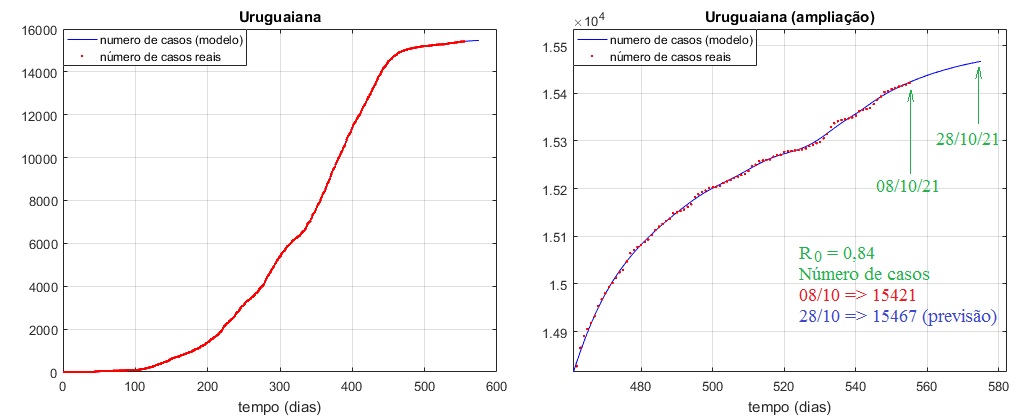 Uruguaiana
numero de casos (modelo)
número de casos reais
16000
14000
12000
10000
8000
6000
4000
2000
0
0 100 200 300 400 500 600
tempo (dias)
Uruguaiana (ampliação)
×10⁴
numero de casos (modelo)
número de casos reais
1.55
1.54
1.53
1.52
1.51
1.5
1.49
28/10/21
08/10/21
R₀ = 0,84
Número de casos
08/10 => 15421
28/10 => 15467 (previsão)
480 500 520 540 560 580
tempo (dias)